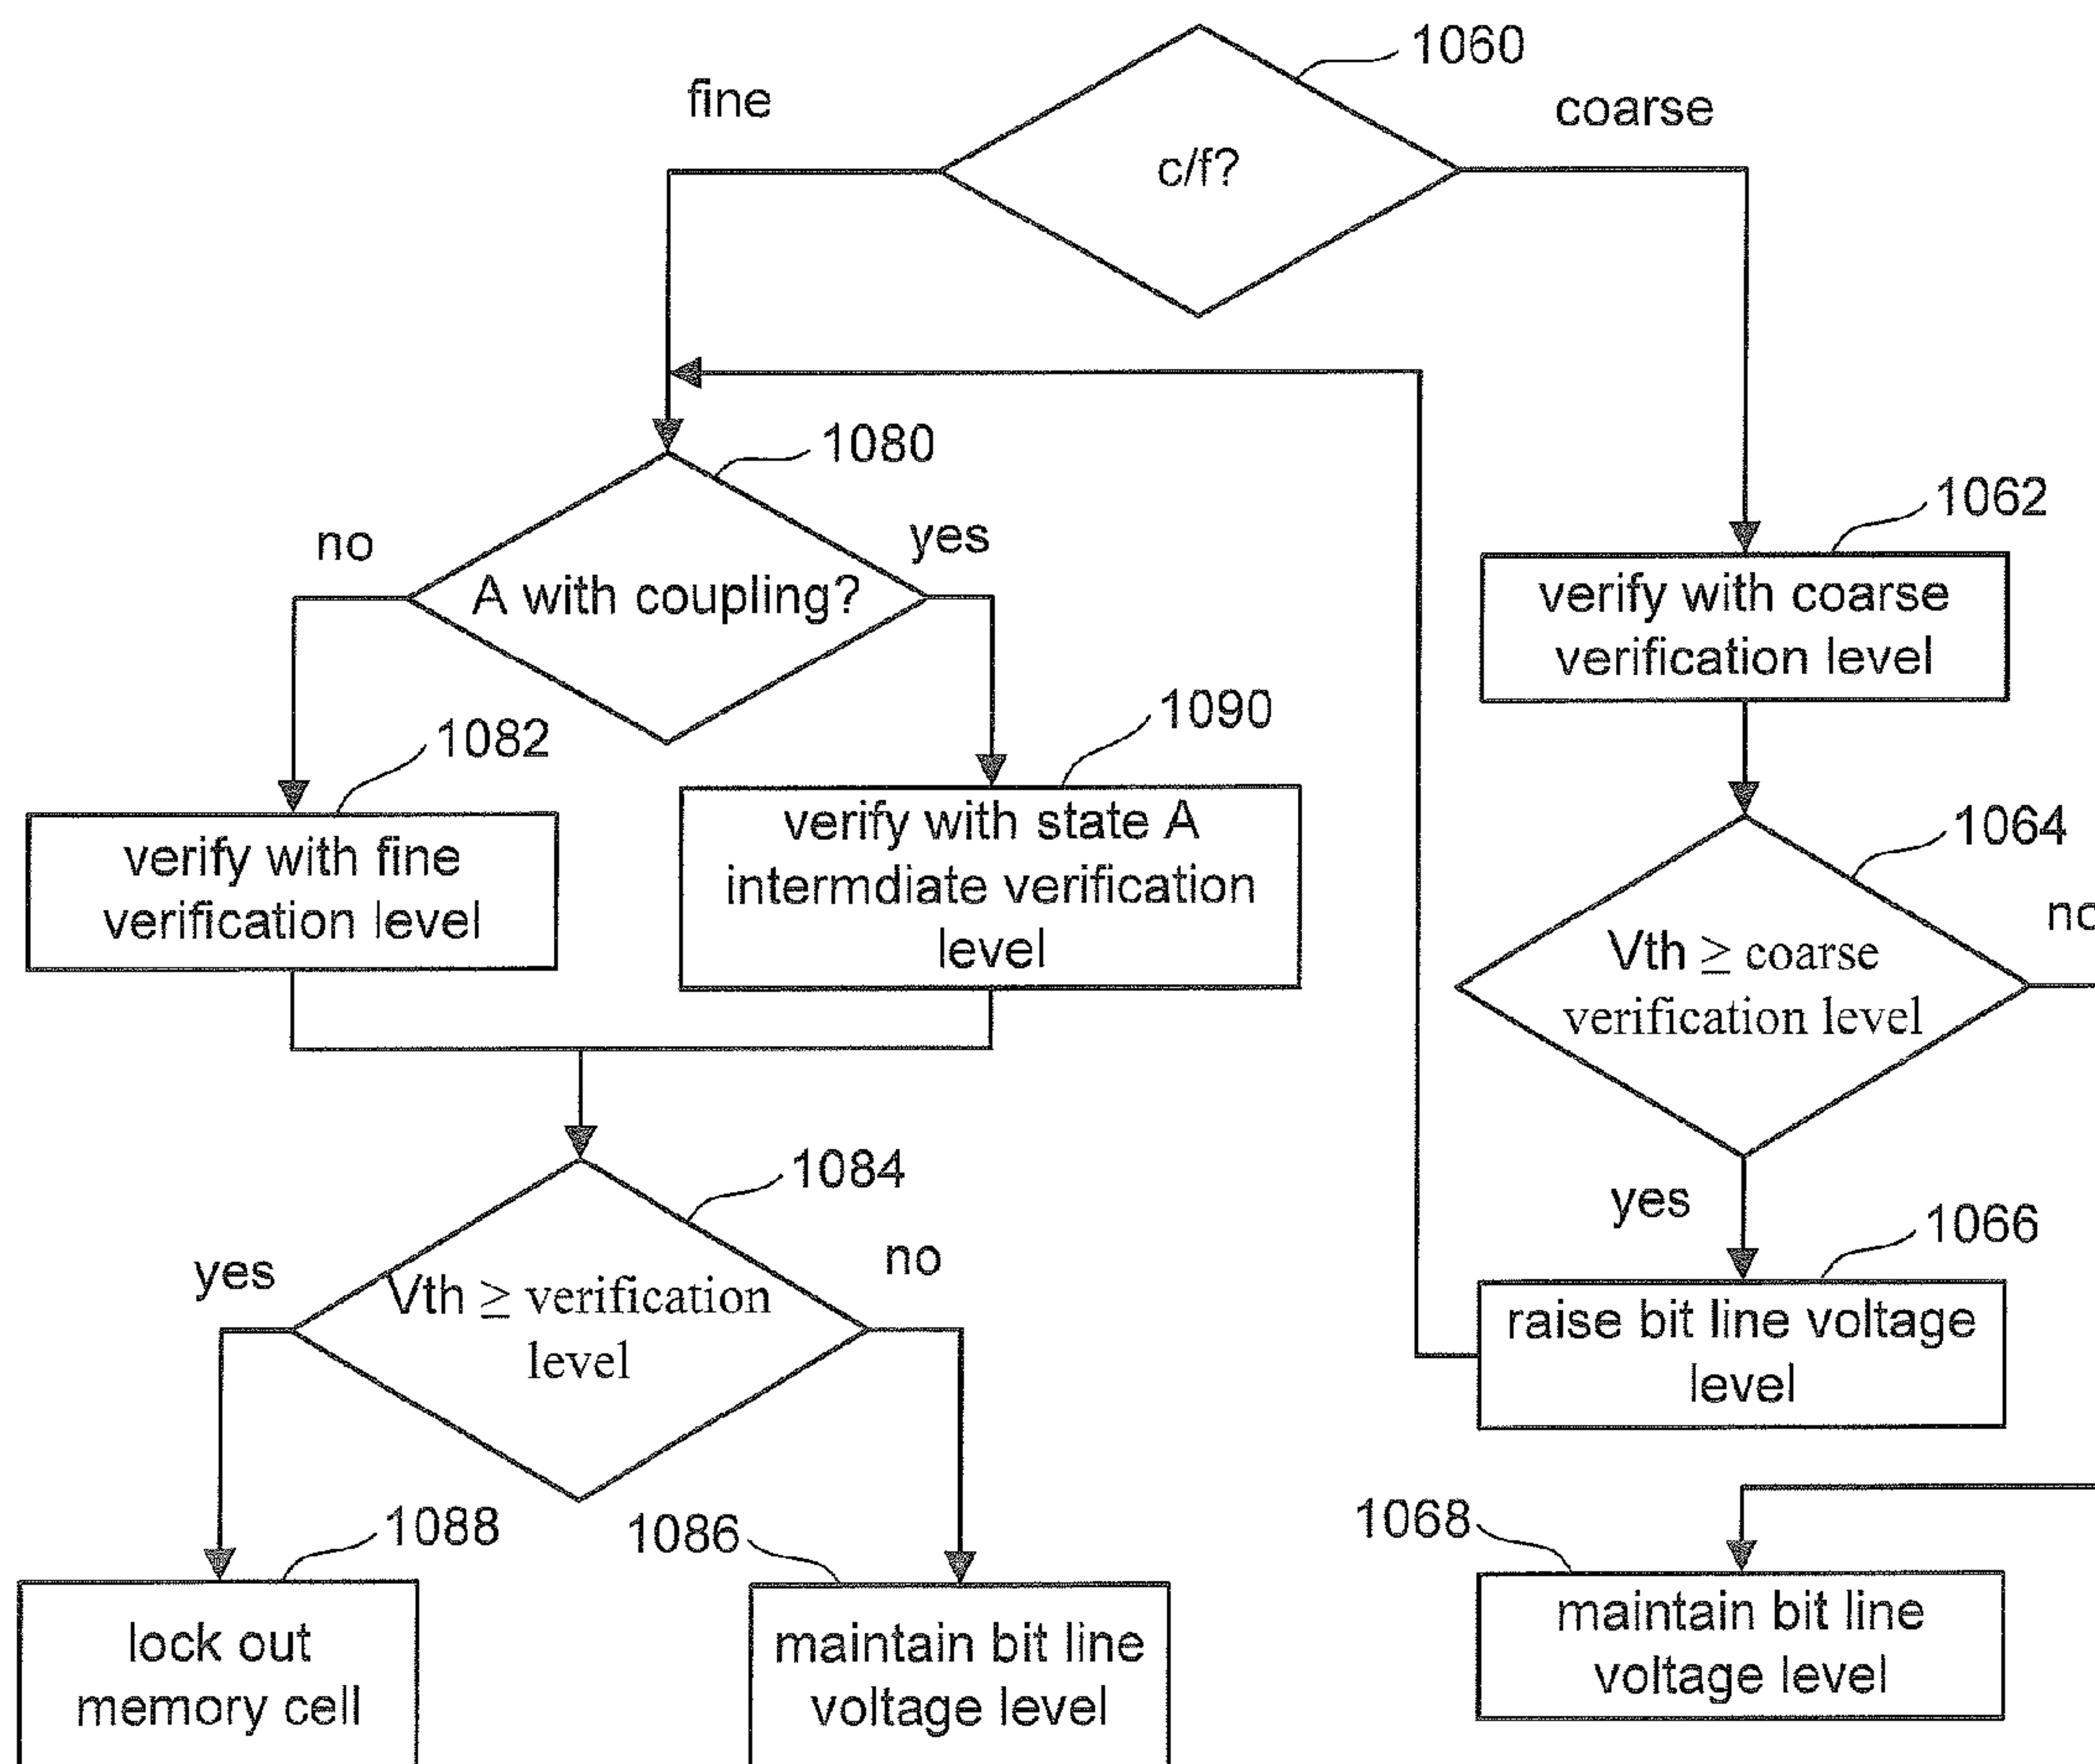 1060
fine
coarse
c/f?
1080
no
yes
A with coupling?
1062
verify with coarse
verification level
1082
1090
verify with fine
verification level
verify with state A
intermdiate verification
level
1064
no
Vth ≥ coarse
verification level
1084
yes
no
Vth ≥ verification
level
yes
1066
raise bit line voltage
level
1088
1086
1068
lock out
memory cell
maintain bit line
voltage level
maintain bit line
voltage level